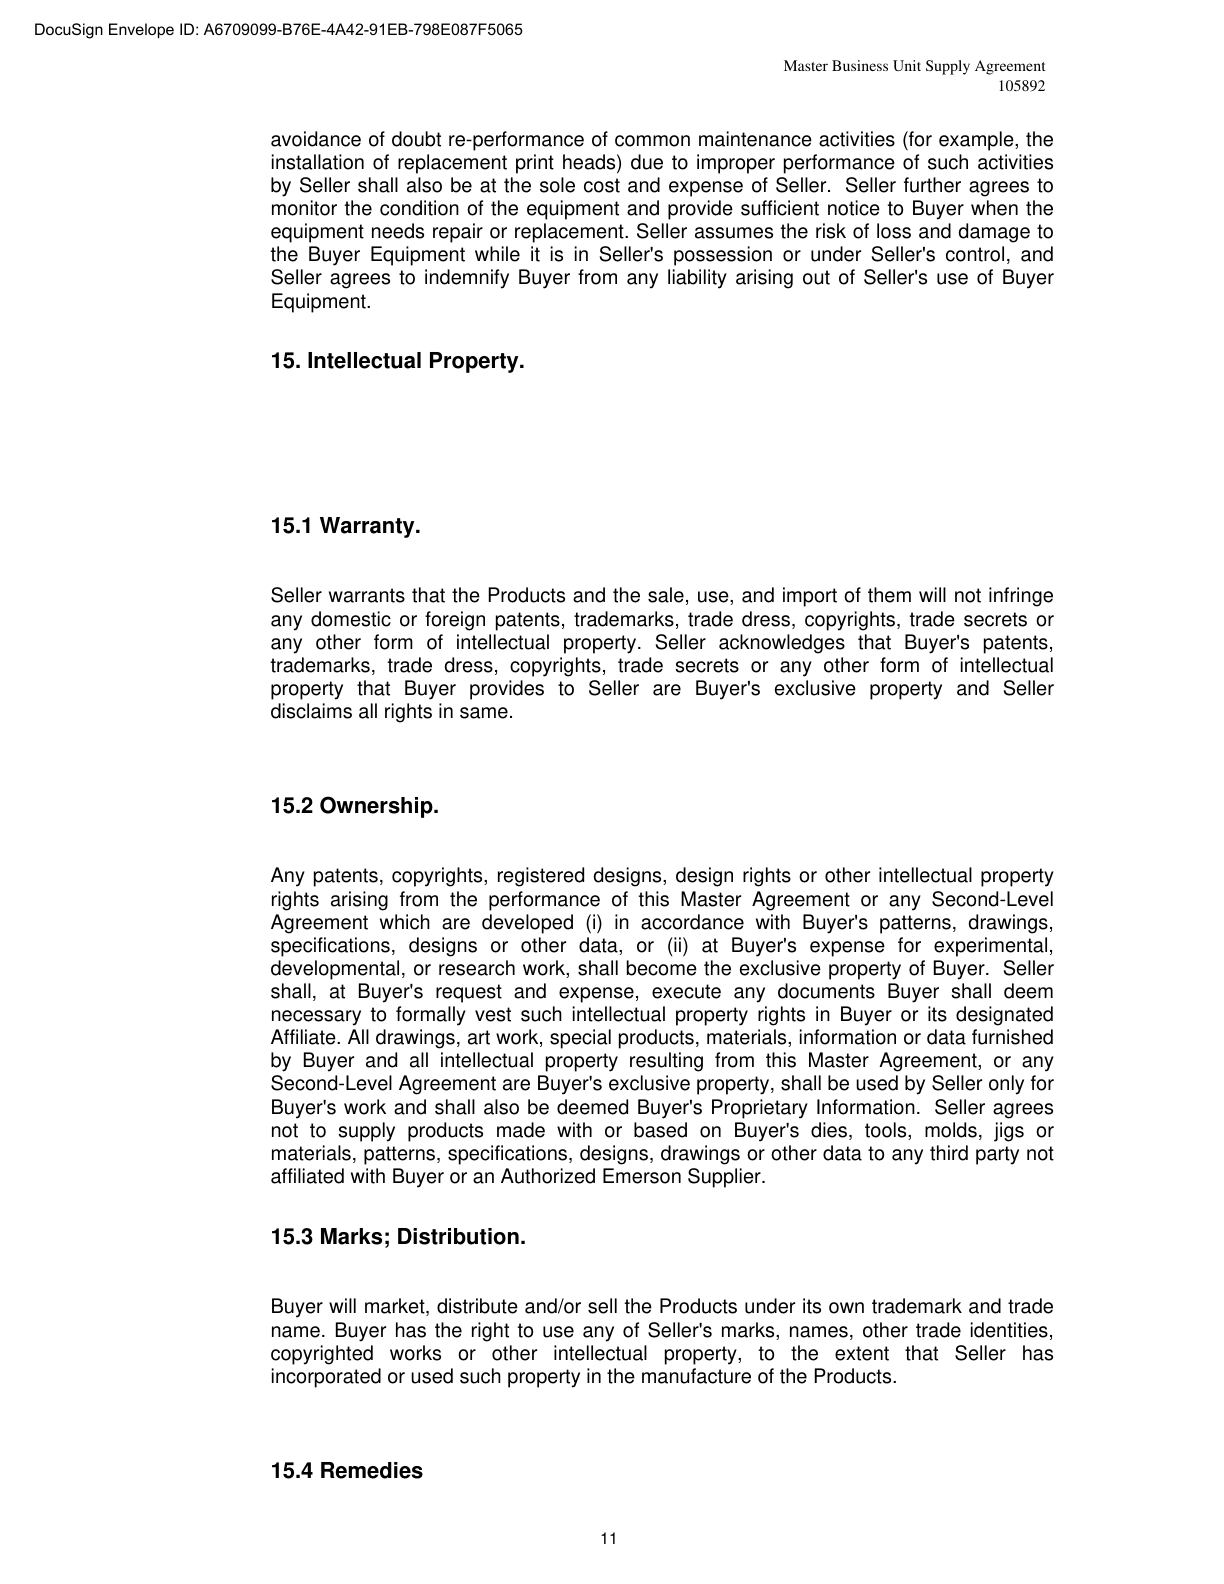 DocuSign Envelope ID: A6709099-B76E-4A42-91EB-798E087F5065
Master Business Unit Supply Agreement
105892
avoidance of doubt re-performance of common maintenance activities (for example, the
installation of replacement print heads) due to improper performance of such activities
by Seller shall also be at the sole cost and expense of Seller.  Seller further agrees to
monitor the condition of the equipment and provide sufficient notice to Buyer when the
equipment needs repair or replacement. Seller assumes the risk of loss and damage to
the Buyer Equipment while it is in Seller's possession or under Seller's control, and
Seller agrees to indemnify Buyer from any liability arising out of Seller's use of Buyer
Equipment.
15. Intellectual Property.
15.1 Warranty.
Seller warrants that the Products and the sale, use, and import of them will not infringe
any domestic or foreign patents, trademarks, trade dress, copyrights, trade secrets or
any other form of intellectual property. Seller acknowledges that Buyer's patents,
trademarks, trade dress, copyrights, trade secrets or any other form of intellectual
property that Buyer provides to Seller are Buyer's exclusive property and Seller
disclaims all rights in same.
15.2 Ownership.
Any patents, copyrights, registered designs, design rights or other intellectual property
rights arising from the performance of this Master Agreement or any Second-Level
Agreement which are developed (i) in accordance with Buyer's patterns, drawings,
specifications, designs or other data, or (ii) at Buyer's expense for experimental,
developmental, or research work, shall become the exclusive property of Buyer.  Seller
shall, at Buyer's request and expense, execute any documents Buyer shall deem
necessary to formally vest such intellectual property rights in Buyer or its designated
Affiliate. All drawings, art work, special products, materials, information or data furnished
by Buyer and all intellectual property resulting from this Master Agreement, or any
Second-Level Agreement are Buyer's exclusive property, shall be used by Seller only for
Buyer's work and shall also be deemed Buyer's Proprietary Information.  Seller agrees
not to supply products made with or based on Buyer's dies, tools, molds, jigs or
materials, patterns, specifications, designs, drawings or other data to any third party not
affiliated with Buyer or an Authorized Emerson Supplier.
15.3 Marks; Distribution.
Buyer will market, distribute and/or sell the Products under its own trademark and trade
name. Buyer has the right to use any of Seller's marks, names, other trade identities,
copyrighted works or other intellectual property, to the extent that Seller has
incorporated or used such property in the manufacture of the Products.
15.4 Remedies
11